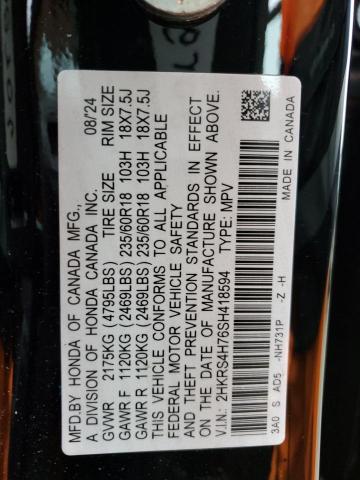 MFD.BY HONDA OF CANADA MFG., 08/'24
A DIVISION OF HONDA CANADA INC.
TIRE SIZE RIM SIZE
GVWR 2175KG (4795LBS)
GAWR F 1120KG (2469LBS) 235/60R18 103H 18X7.5J
GAWR R 1120KG (2469LBS) 235/60R18 103H 18X7.5J
THIS VEHICLE CONFORMS TO ALL APPLICABLE
FEDERAL MOTOR VEHICLE SAFETY
AND THEFT PREVENTION STANDARDS IN EFFECT
ON THE DATE OF MANUFACTURE SHOWN ABOVE.
V.I.N.: 2HKRS4H76SH418594 TYPE: MPV
3A0 S AD5 -NH731P -Z -H
MADE IN CANADA